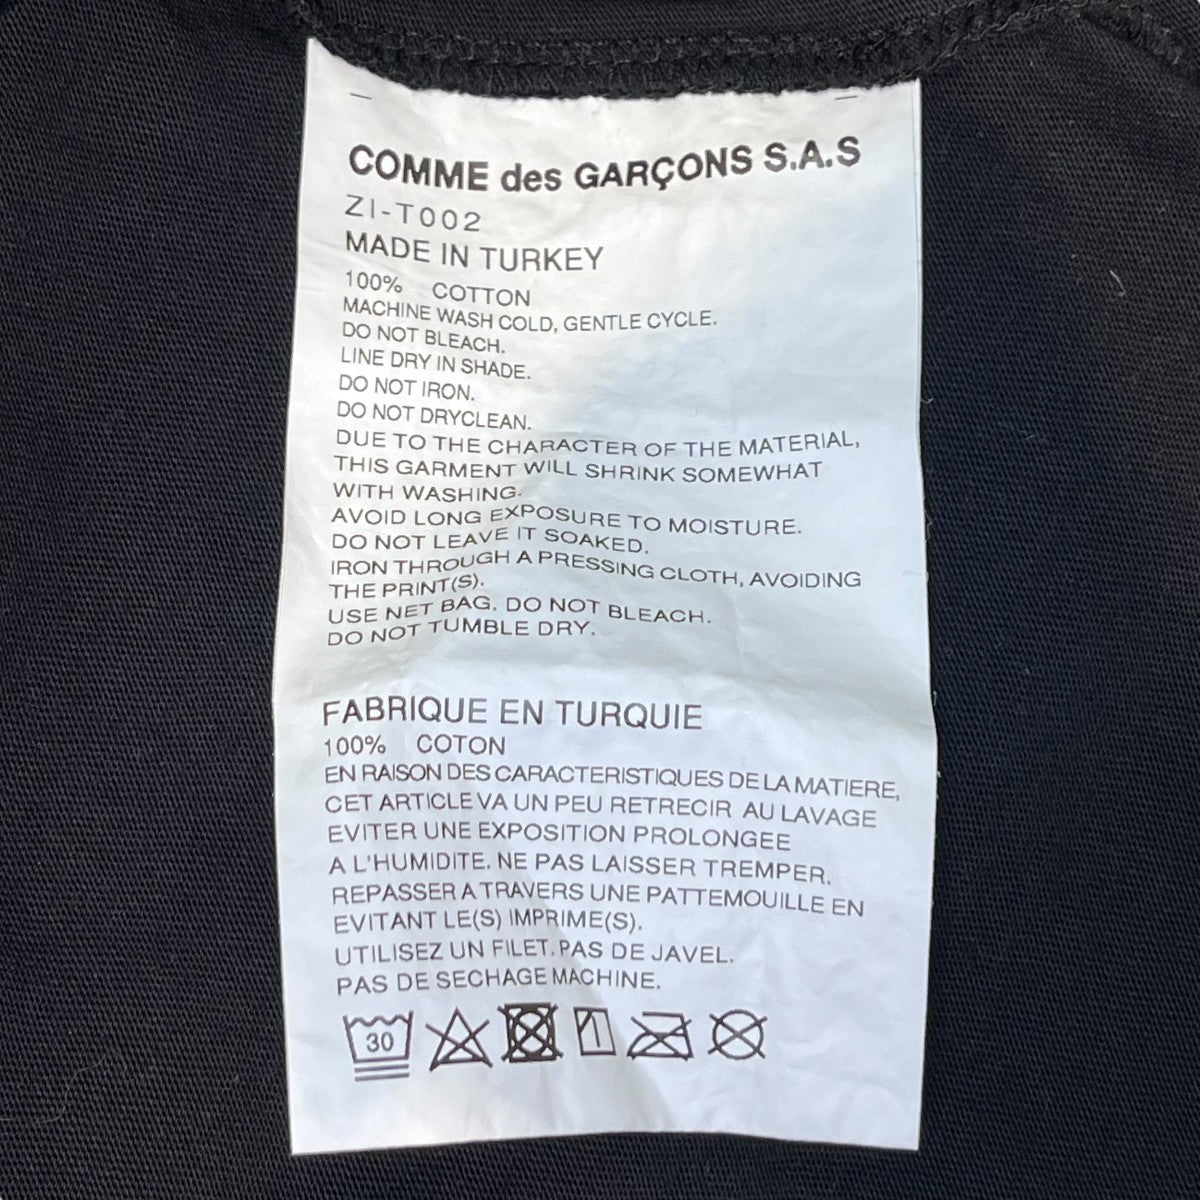 COMME des GARÇONS S.A.S
ZI-T002
MADE IN TURKEY
100% COTTON
MACHINE WASH COLD, GENTLE CYCLE.
DO NOT BLEACH.
LINE DRY IN SHADE.
DO NOT IRON.
DO NOT DRYCLEAN.
DUE TO THE CHARACTER OF THE MATERIAL,
THIS GARMENT WILL SHRINK SOMEWHAT
WITH WASHING.
AVOID LONG EXPOSURE TO MOISTURE.
DO NOT LEAVE IT SOAKED.
IRON THROUGH A PRESSING CLOTH, AVOIDING
THE PRINT(S).
USE NET BAG. DO NOT BLEACH.
DO NOT TUMBLE DRY.
FABRIQUE EN TURQUIE
100% COTON
EN RAISON DES CARACTERISTIQUES DE LA MATIERE,
CET ARTICLE VA UN PEU RETRECIR AU LAVAGE
EVITER UNE EXPOSITION PROLONGEE
A L'HUMIDITE. NE PAS LAISSER TREMPER.
REPASSER A TRAVERS UNE PATTEMOUILLE EN
EVITANT LE(S) IMPRIME(S).
UTILISEZ UN FILET. PAS DE JAVEL.
PAS DE SECHAGE MACHINE.
30